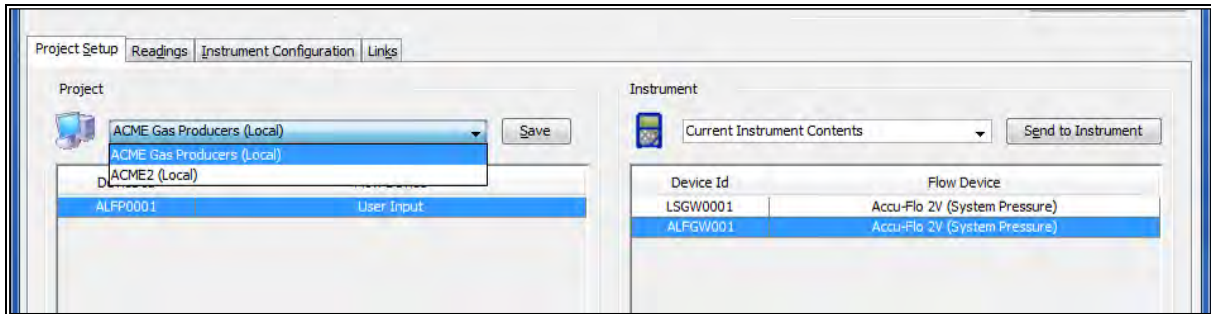 Project Setup Readings Instrument Configuration Links
Project
ACME Gas Producers (Local) Save
ACME Gas Producers (Local)
ACME2 (Local)
ALFP0001 User Input
Instrument
Current Instrument Contents Send to Instrument
Device Id Flow Device
LSGW0001 Accu-Flo 2V (System Pressure)
ALFGW001 Accu-Flo 2V (System Pressure)